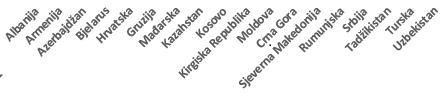 Albanija
Armenija
Azerbajdžan
Bjelarus
Hrvatska
Gruzija
Mađarska
Kazahstan
Kosovo
Kirgiska Republika
Moldova
Crna Gora
Sjeverna Makedonija
Rumunjska
Srbija
Tadžikistan
Turska
Uzbekistan